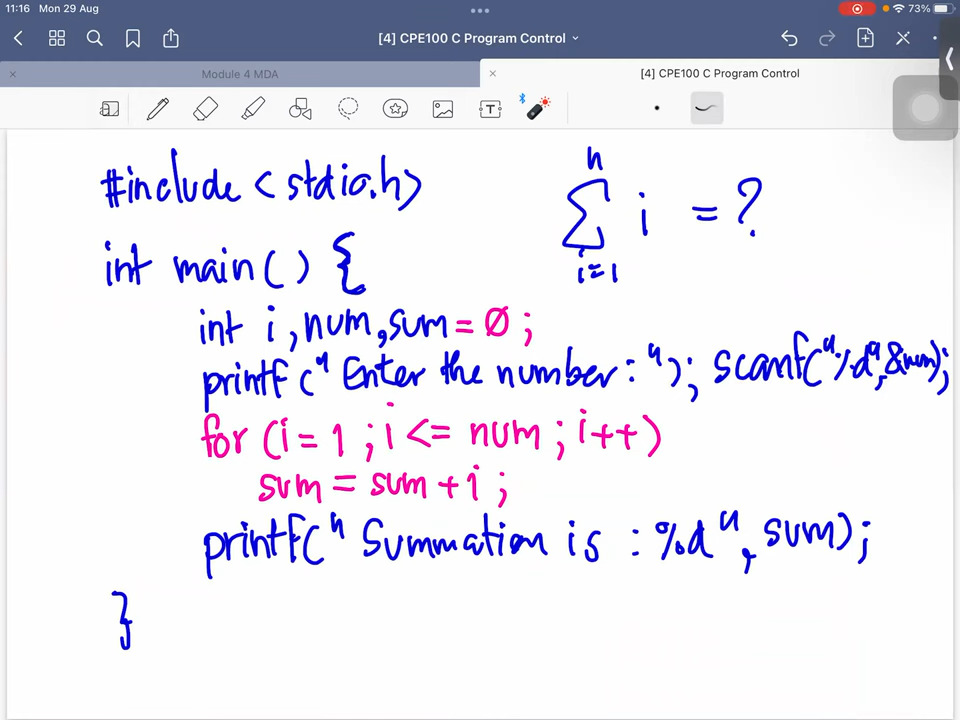 11:16 Mon 29 Aug
73%
[4] CPE100 C Program Control
Module 4 MDA
[4] CPE100 C Program Control
#include <stdio.h>
n
∑ i = ?
i=1
int main() {
int i, num, sum = 0;
printf("Enter the number : "); scanf("%d", &num);
for (i = 1 ; i <= num ; i++)
sum = sum + i ;
printf(" Summation is : %d", sum);
}